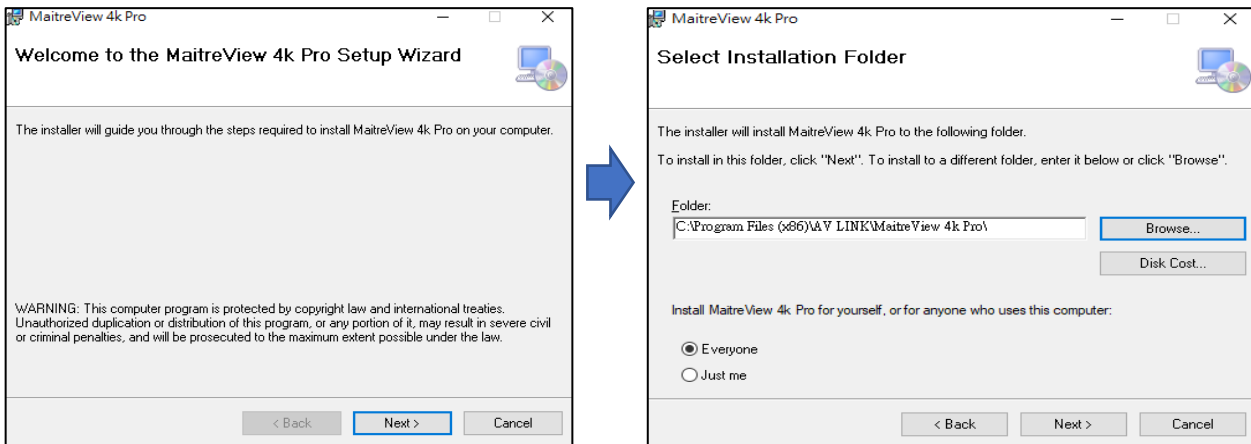 MaitreView 4k Pro
Welcome to the MaitreView 4k Pro Setup Wizard
The installer will guide you through the steps required to install MaitreView 4k Pro on your computer.
WARNING: This computer program is protected by copyright law and international treaties.
Unauthorized duplication or distribution of this program, or any portion of it, may result in severe civil
or criminal penalties, and will be prosecuted to the maximum extent possible under the law.
< Back
Next >
Cancel
MaitreView 4k Pro
Select Installation Folder
The installer will install MaitreView 4k Pro to the following folder.
To install in this folder, click "Next". To install to a different folder, enter it below or click "Browse".
Folder:
C:\Program Files (x86)\AV LINK\MaitreView 4k Pro\
Browse...
Disk Cost...
Install MaitreView 4k Pro for yourself, or for anyone who uses this computer:
Everyone
Just me
< Back
Next >
Cancel